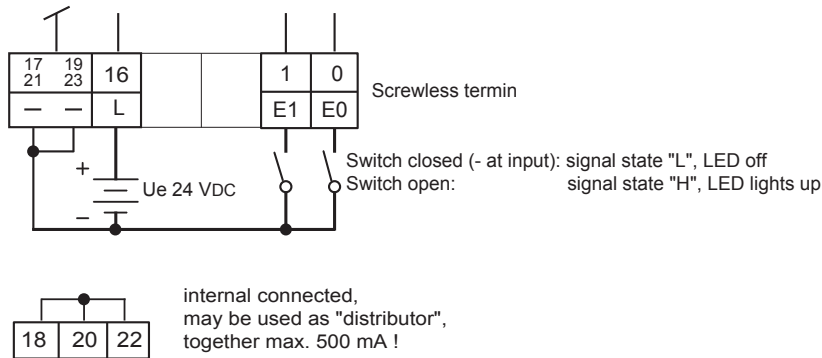 17 19 16 1 0
21 23
— — L E1 E0
Screwless termin
+
Ue 24 VDC
–
Switch closed (- at input): signal state "L", LED off
Switch open: signal state "H", LED lights up
internal connected,
may be used as "distributor",
together max. 500 mA !
18 20 22